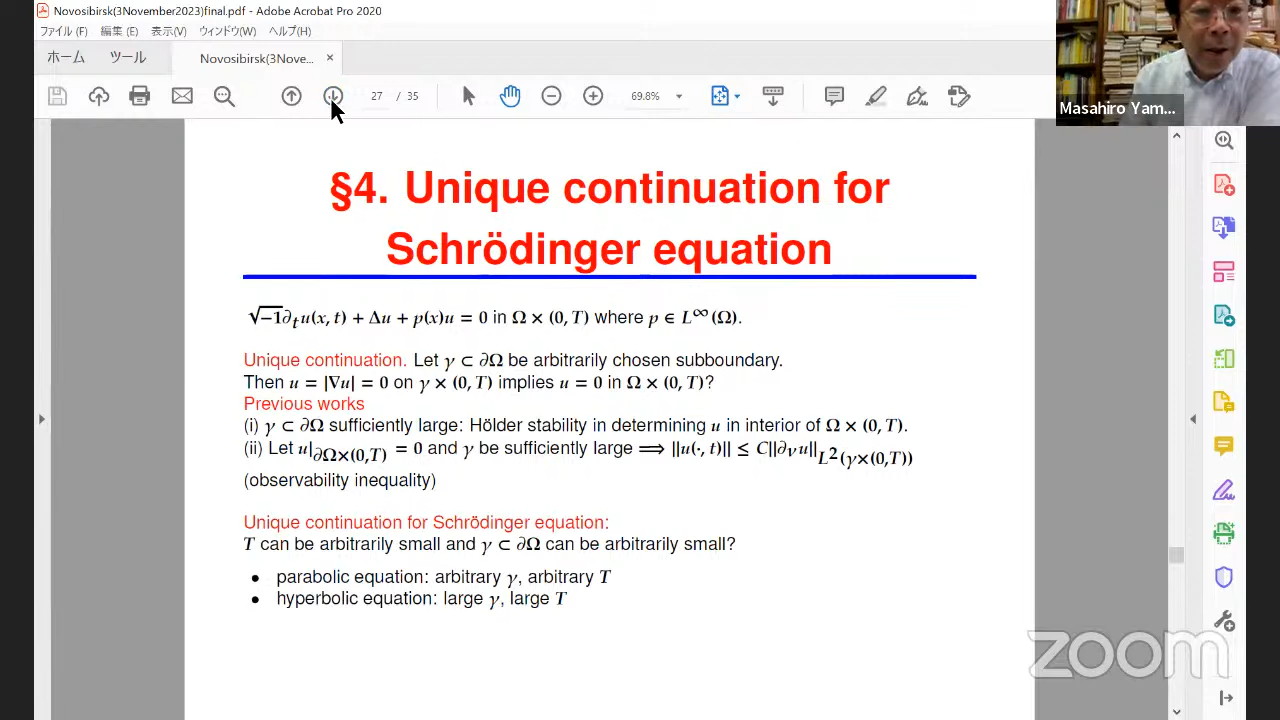 Novosibirsk(3November2023)final.pdf - Adobe Acrobat Pro 2020
ファイル(F) 編集(E) 表示(V) ウィンドウ(W) ヘルプ(H)
ホーム ツール Novosibirsk(3Nove... ×
27 / 35 69.8%
Masahiro Yam...
§4. Unique continuation for
Schrödinger equation
√−1∂ₜu(x, t) + Δu + p(x)u = 0 in Ω × (0, T) where p ∈ L^∞(Ω).
Unique continuation. Let γ ⊂ ∂Ω be arbitrarily chosen subboundary.
Then u = |∇u| = 0 on γ × (0, T) implies u = 0 in Ω × (0, T)?
Previous works
(i) γ ⊂ ∂Ω sufficiently large: Hölder stability in determining u in interior of Ω × (0, T).
(ii) Let u|_{∂Ω×(0,T)} = 0 and γ be sufficiently large ⟹ ||u(·, t)|| ≤ C||∂_ν u||_{L²(γ×(0,T))}
(observability inequality)
Unique continuation for Schrödinger equation:
T can be arbitrarily small and γ ⊂ ∂Ω can be arbitrarily small?
• parabolic equation: arbitrary γ, arbitrary T
• hyperbolic equation: large γ, large T
zoom